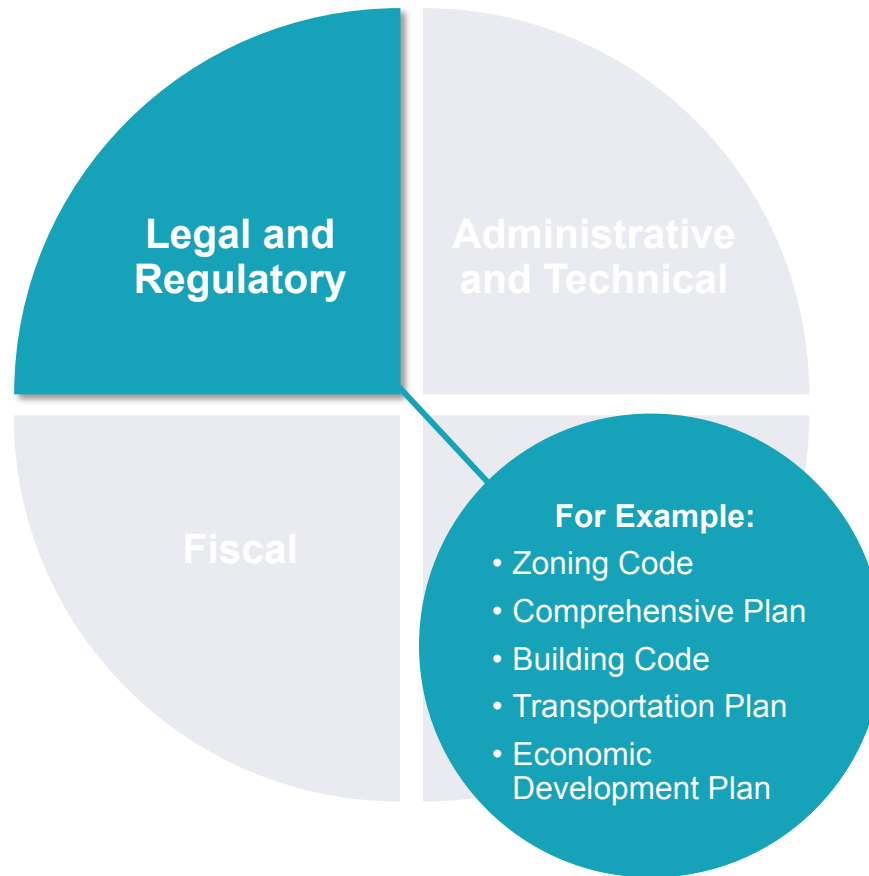 Legal and
Regulatory
Administrative
and Technical
Fiscal
For Example:
• Zoning Code
• Comprehensive Plan
• Building Code
• Transportation Plan
• Economic
Development Plan